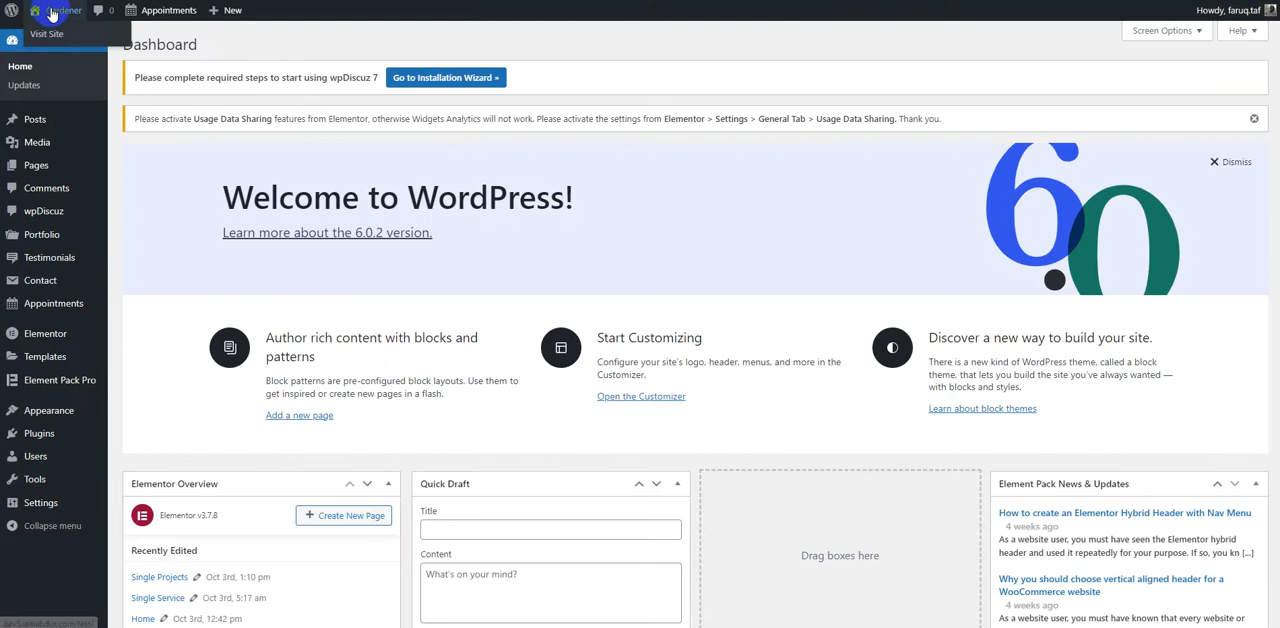 0
Appointments
New
Howdy, faruq.taf
Visit Site
Screen Options
Help
Home
Updates
Posts
Media
Pages
Comments
wpDiscuz
Portfolio
Testimonials
Contact
Appointments
Elementor
Templates
Element Pack Pro
Appearance
Plugins
Users
Tools
Settings
Collapse menu
Dashboard
Please complete required steps to start using wpDiscuz 7 Go to Installation Wizard »
Please activate Usage Data Sharing features from Elementor, otherwise Widgets Analytics will not work. Please activate the settings from Elementor > Settings > General Tab > Usage Data Sharing. Thank you.
Welcome to WordPress!
Learn more about the 6.0.2 version.
60
Dismiss
Author rich content with blocks and
patterns
Block patterns are pre-configured block layouts. Use them to
get inspired or create new pages in a flash.
Add a new page
Start Customizing
Configure your site's logo, header, menus, and more in the
Customizer.
Open the Customizer
Discover a new way to build your site.
There is a new kind of WordPress theme, called a block
theme, that lets you build the site you've always wanted —
with blocks and styles.
Learn about block themes
Elementor Overview
Elementor v3.7.8
+ Create New Page
Recently Edited
Single Projects Oct 3rd, 1:10 pm
Single Service Oct 3rd, 5:17 am
Home Oct 3rd, 12:42 pm
Quick Draft
Title
Content
What's on your mind?
Drag boxes here
Element Pack News & Updates
How to create an Elementor Hybrid Header with Nav Menu
4 weeks ago
As a website user, you must have seen the Elementor hybrid
header and used it repeatedly for your purpose. If so, you kn [...]
Why you should choose vertical aligned header for a
WooCommerce website
4 weeks ago
As a website user, you must have known that every website or